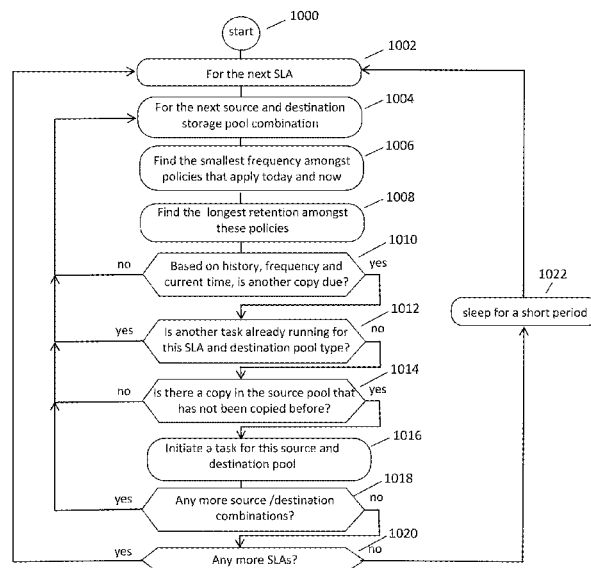 1000
start
1002
For the next SLA
1004
For the next source and destination
storage pool combination
1006
Find the smallest frequency amongst
policies that apply today and now
1008
Find the longest retention amongst
these policies
1010
no
Based on history, frequency and
current time, is another copy due?
yes
1012
yes
Is another task already running for
this SLA and destination pool type?
no
1014
no
Is there a copy in the source pool that
has not been copied before?
yes
1016
Initiate a task for this source and
destination pool
1018
yes
Any more source /destination
combinations?
no
1020
yes
Any more SLAs?
no
1022
sleep for a short period